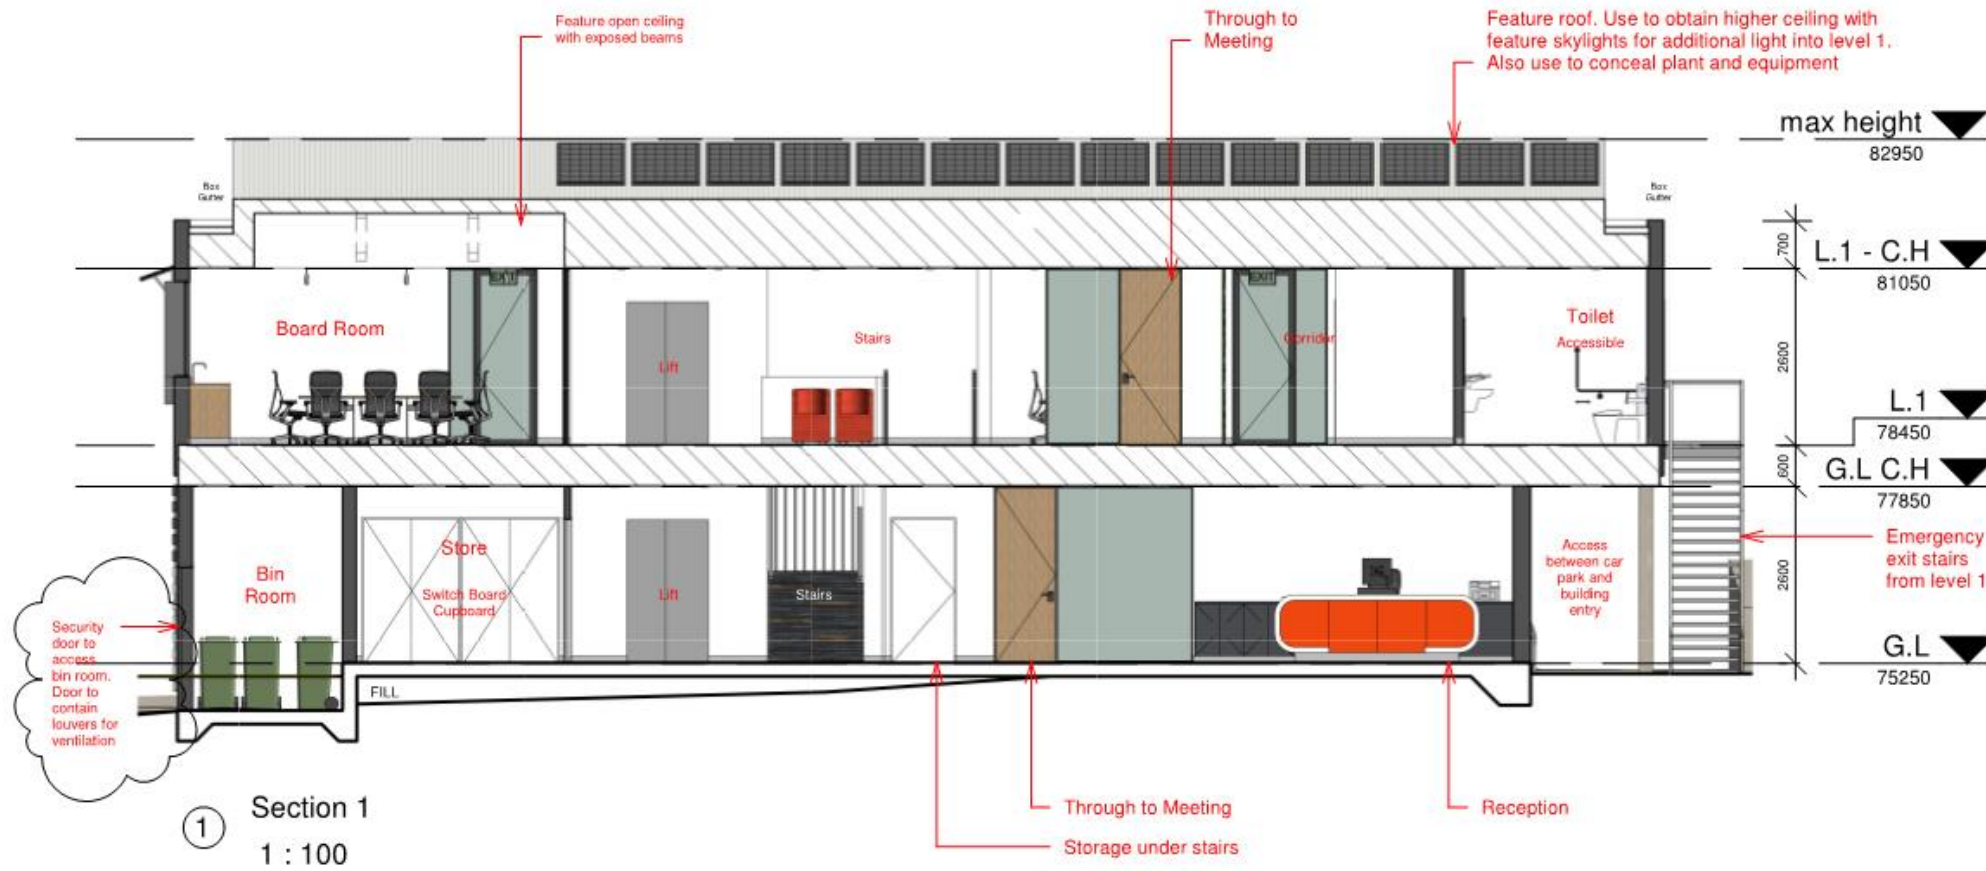 Feature open ceiling
with exposed beams
Through to
Meeting
Feature roof. Use to obtain higher ceiling with
feature skylights for additional light into level 1.
Also use to conceal plant and equipment
max height
82950
Box
Gutter
Box
Gutter
700
L.1 - C.H
81050
EXIT
EXIT
Board Room
Lift
Stairs
Corridor
Toilet
Accessible
2600
L.1
78450
600
G.L C.H
77850
Bin
Room
Store
Switch Board
Cupboard
Lift
Stairs
Access
between car
park and
building
entry
2600
Emergency
exit stairs
from level 1
Security
door to
access
bin room.
Door to
contain
louvers for
ventilation
G.L
75250
FILL
1
Section 1
1 : 100
Through to Meeting
Storage under stairs
Reception